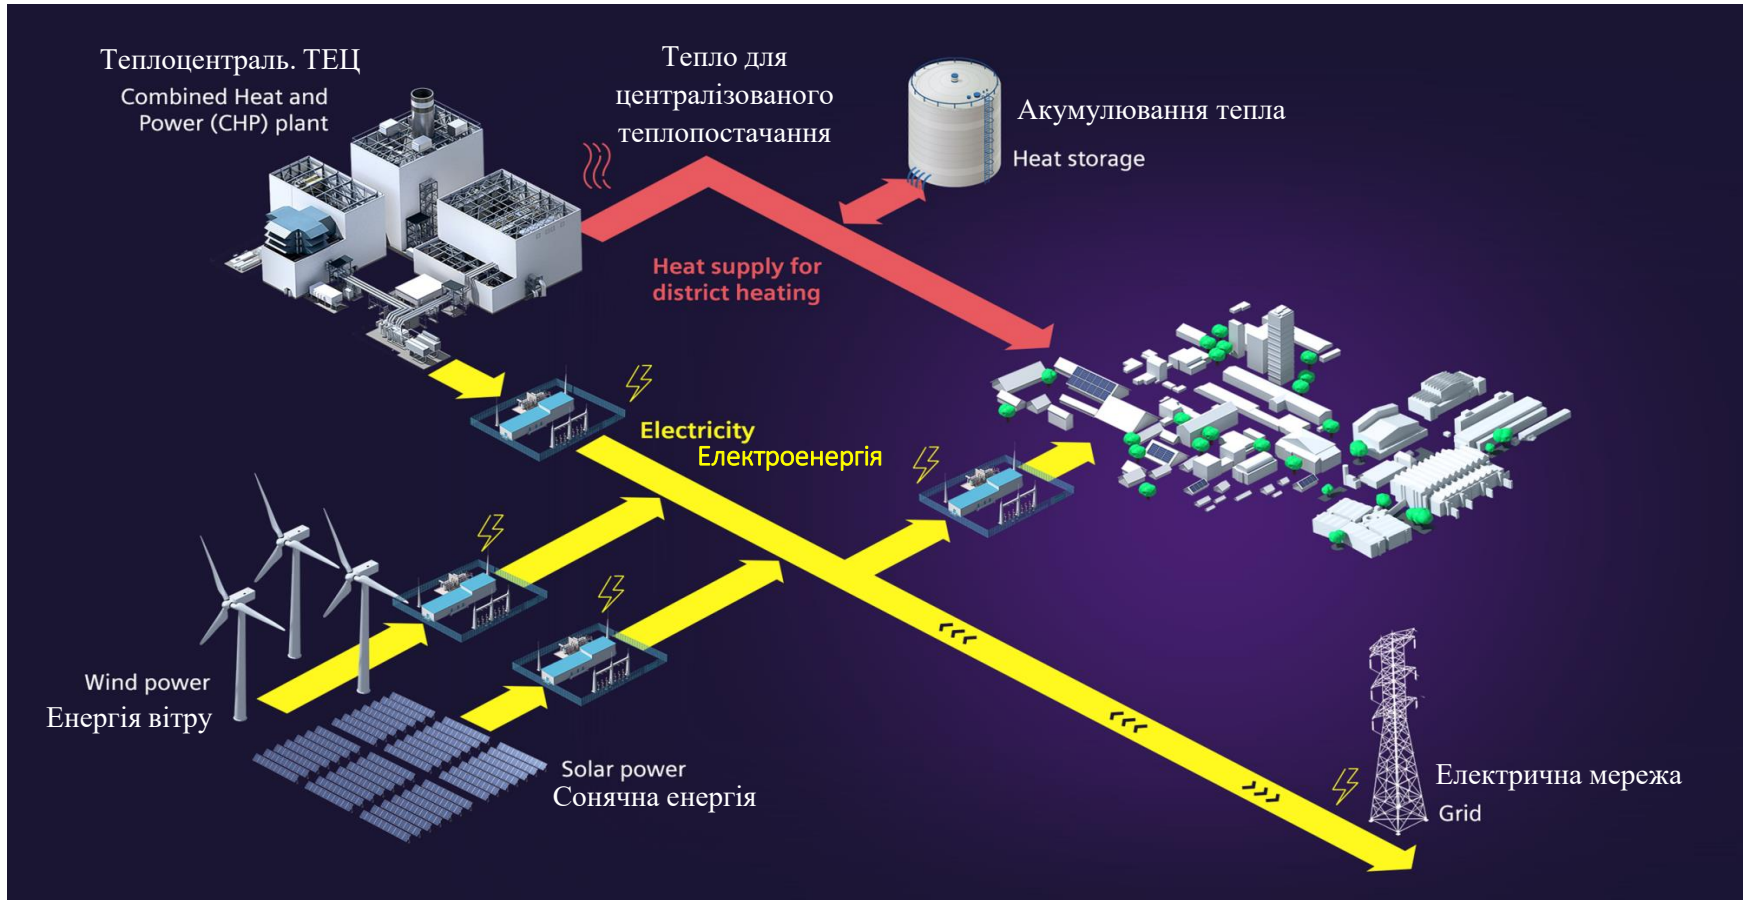 Теплоцентраль. ТЕЦ
Combined Heat and
Power (CHP) plant
Тепло для
централізованого
теплопостачання
Акумулювання тепла
Heat storage
Heat supply for
district heating
Electricity
Електроенергія
Wind power
Енергія вітру
Solar power
Сонячна енергія
Електрична мережа
Grid